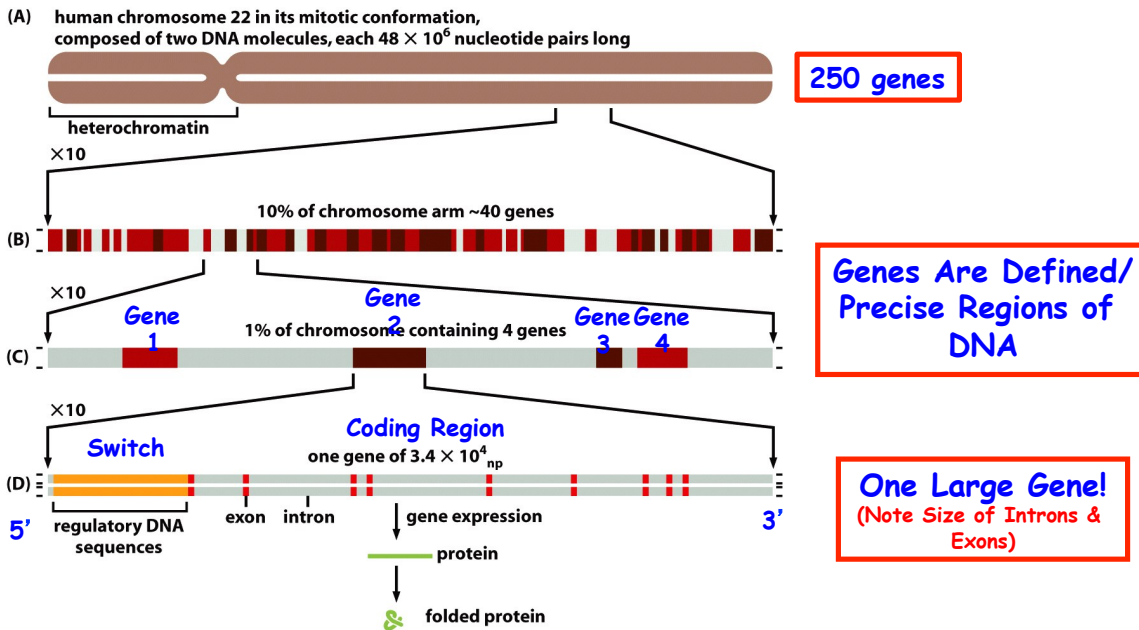 (A) human chromosome 22 in its mitotic conformation,
composed of two DNA molecules, each 48 × 10⁶ nucleotide pairs long
250 genes
heterochromatin
×10
10% of chromosome arm ~40 genes
(B)
Genes Are Defined/
Precise Regions of
DNA
×10
Gene
1
Gene
2
Gene
3
Gene
4
1% of chromosome containing 4 genes
(C)
×10
Switch
Coding Region
one gene of 3.4 × 10⁴ np
(D)
5'
3'
regulatory DNA
sequences
exon
intron
gene expression
protein
folded protein
One Large Gene!
(Note Size of Introns &
Exons)